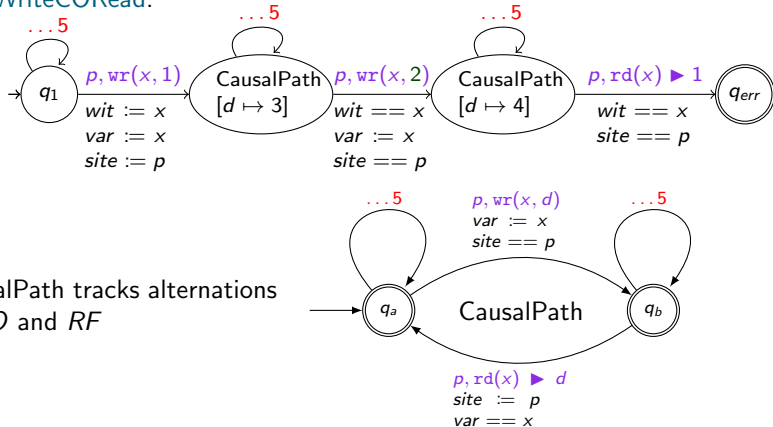 WriteCORead.
...5
...5
...5
q1
p, wr(x, 1)
wit := x
var := x
site := p
CausalPath
[d ↦ 3]
p, wr(x, 2)
wit == x
var := x
site == p
CausalPath
[d ↦ 4]
p, rd(x) ▶ 1
wit == x
site == p
qerr
...5
p, wr(x, d)
var := x
site == p
...5
alPath tracks alternations
and RF
qa
CausalPath
qb
p, rd(x) ▶ d
site := p
var == x